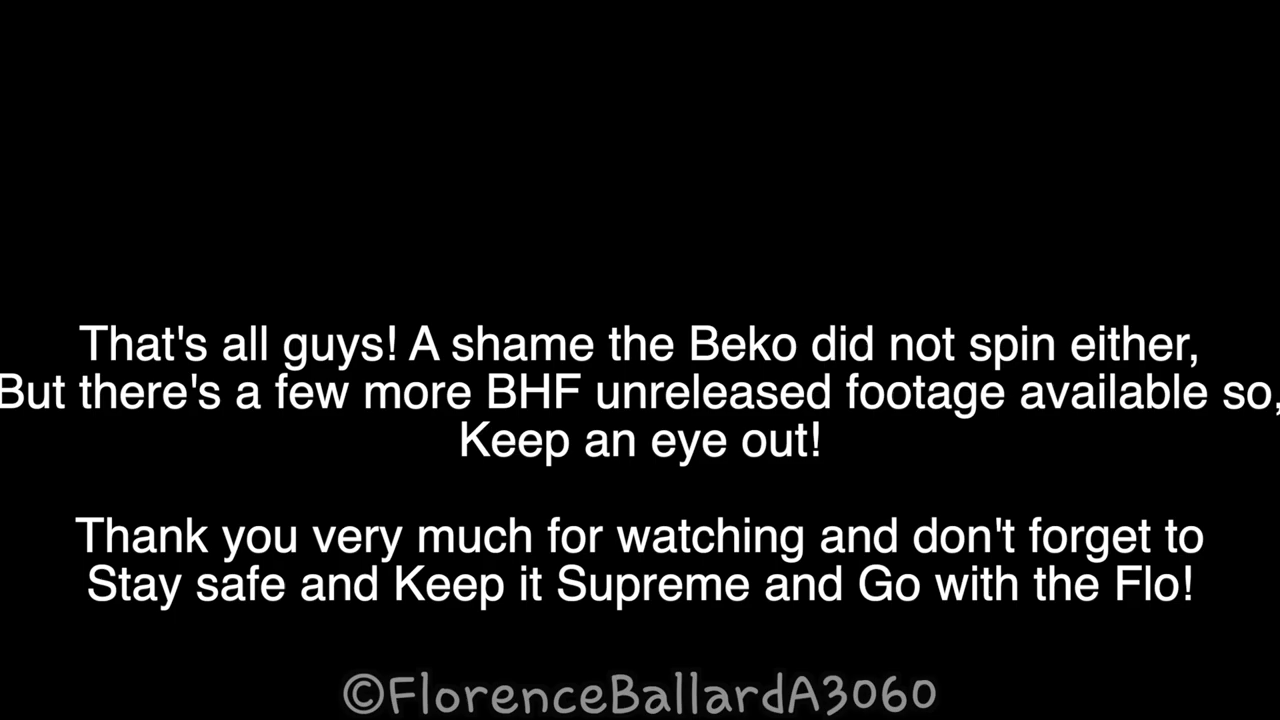 That's all guys! A shame the Beko did not spin either,
But there's a few more BHF unreleased footage available so,
Keep an eye out!
Thank you very much for watching and don't forget to
Stay safe and Keep it Supreme and Go with the Flo!
©FlorenceBallardA3060